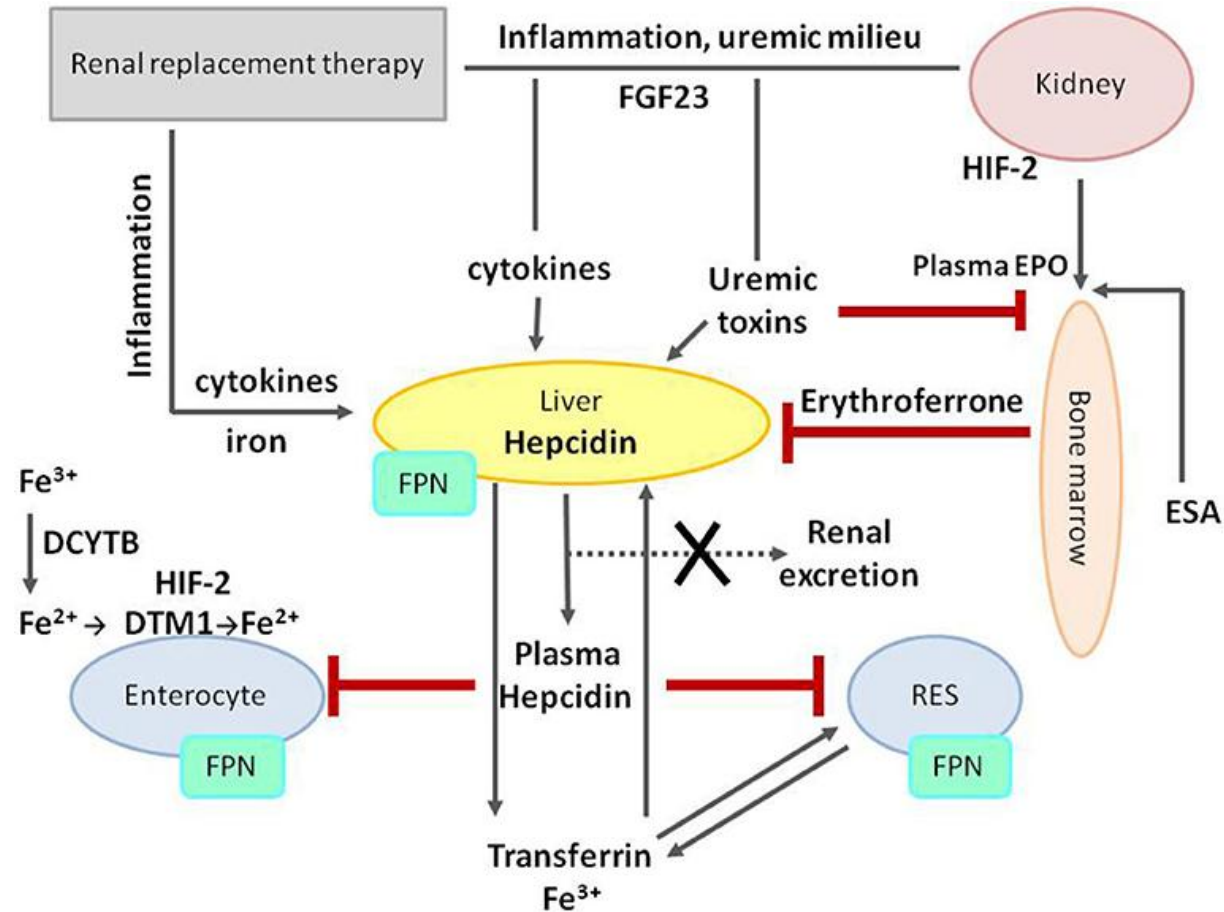 Renal replacement therapy
Inflammation, uremic milieu
FGF23
Kidney
HIF-2
Inflammation
cytokines
Uremic
toxins
Plasma EPO
cytokines
iron
Liver
Hepcidin
FPN
Erythroferrone
Bone marrow
ESA
Fe³⁺
DCYTB
HIF-2
Fe²⁺ → DTM1→Fe²⁺
Renal
excretion
Plasma
Hepcidin
Enterocyte
FPN
RES
FPN
Transferrin
Fe³⁺